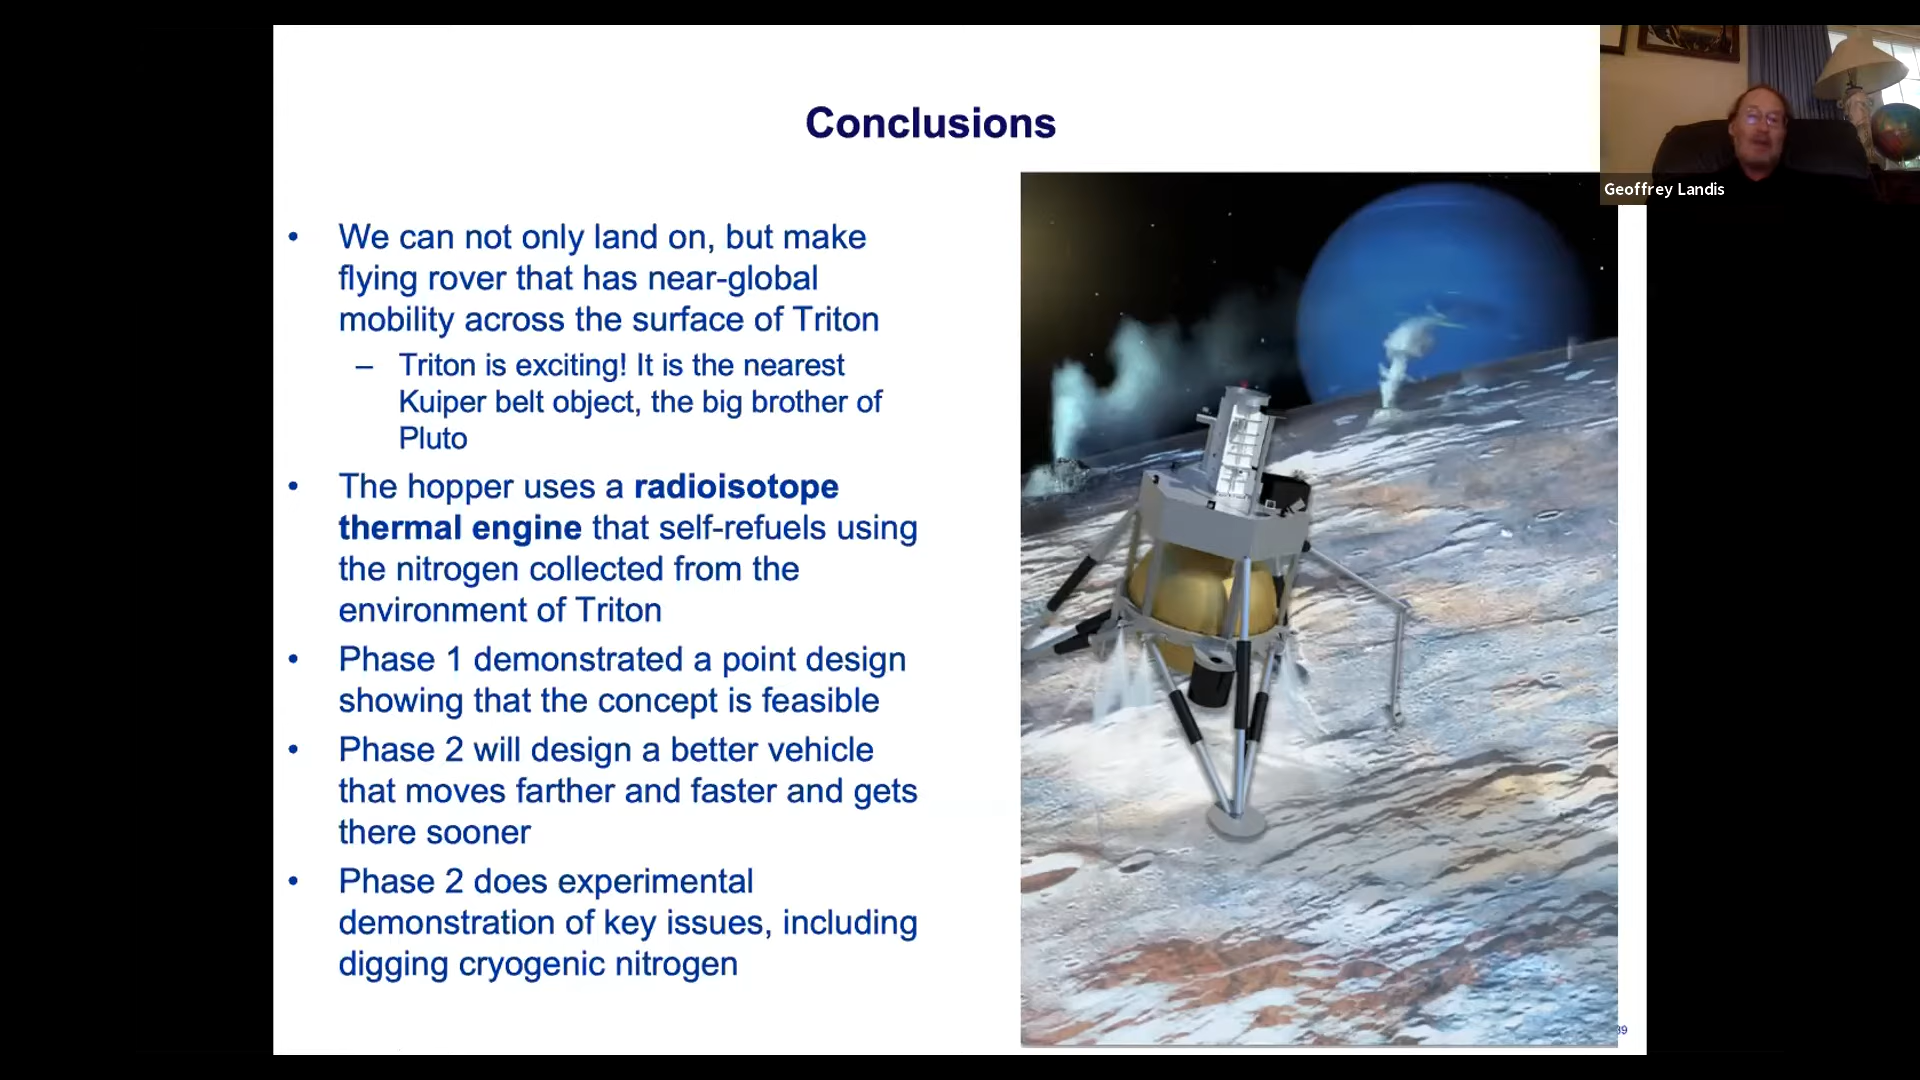 Conclusions
Geoffrey Landis
• We can not only land on, but make
flying rover that has near-global
mobility across the surface of Triton
– Triton is exciting! It is the nearest
Kuiper belt object, the big brother of
Pluto
• The hopper uses a radioisotope
thermal engine that self-refuels using
the nitrogen collected from the
environment of Triton
• Phase 1 demonstrated a point design
showing that the concept is feasible
• Phase 2 will design a better vehicle
that moves farther and faster and gets
there sooner
• Phase 2 does experimental
demonstration of key issues, including
digging cryogenic nitrogen